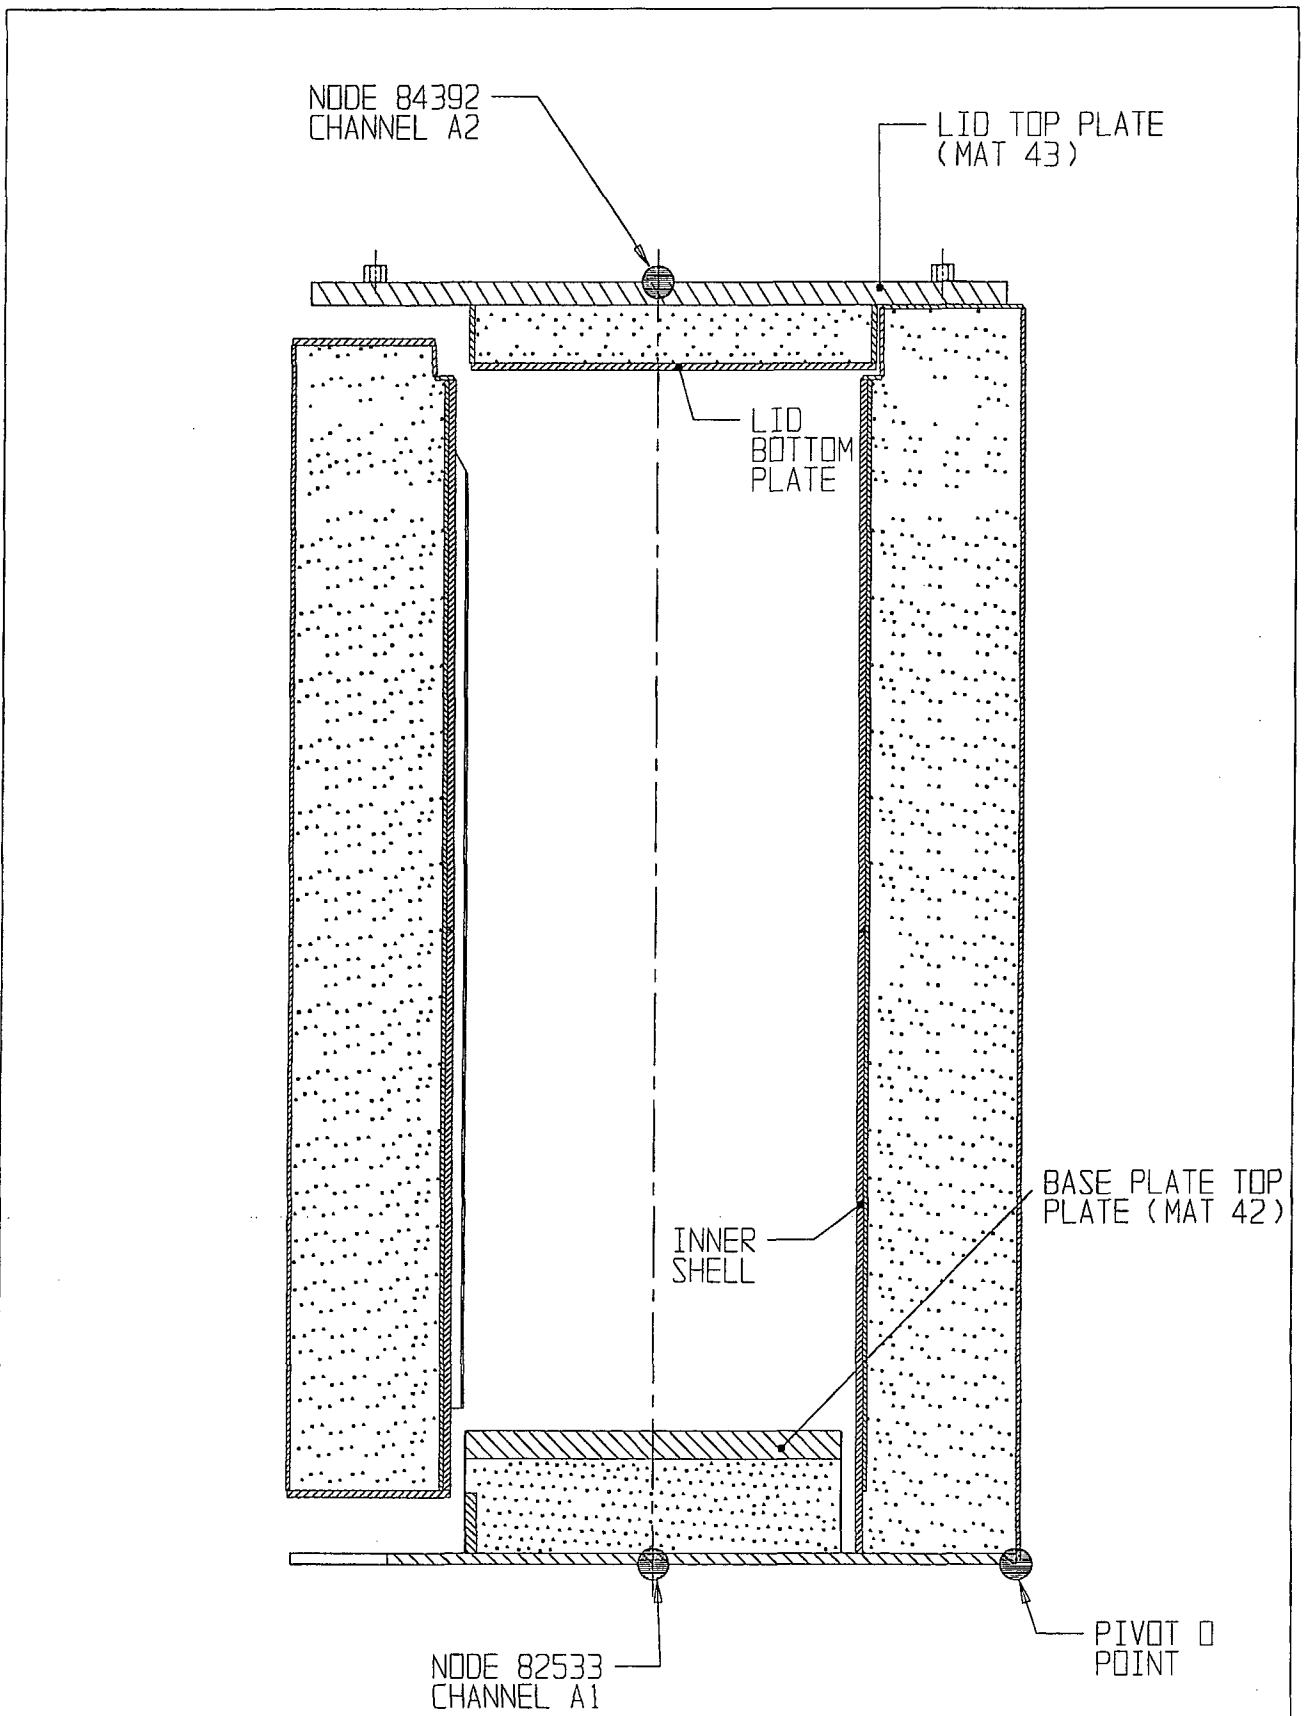 NODE 84392
CHANNEL A2
LID TOP PLATE
(MAT 43)
LID
BOTTOM
PLATE
BASE PLATE TOP
PLATE (MAT 42)
INNER
SHELL
PIVOT O
POINT
NODE 82533
CHANNEL A1